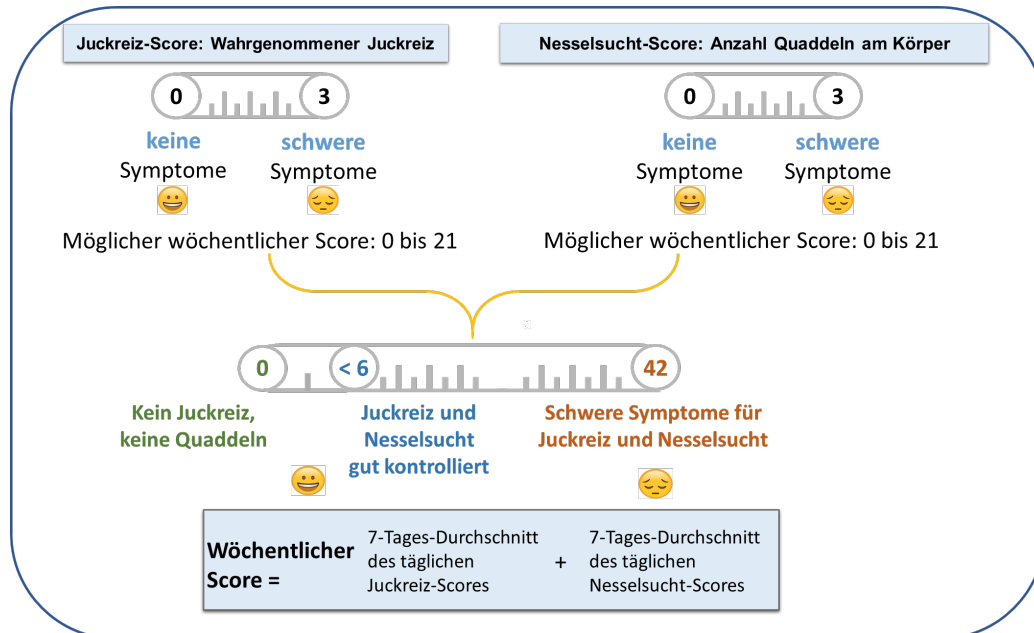 Juckreiz-Score: Wahrgenommener Juckreiz
0 3
keine schwere
Symptome Symptome
Möglicher wöchentlicher Score: 0 bis 21
Nesselsucht-Score: Anzahl Quaddeln am Körper
0 3
keine schwere
Symptome Symptome
Möglicher wöchentlicher Score: 0 bis 21
0 < 6 42
Kein Juckreiz,
keine Quaddeln
Juckreiz und
Nesselsucht
gut kontrolliert
Schwere Symptome für
Juckreiz und Nesselsucht
Wöchentlicher
Score =
7-Tages-Durchschnitt
des täglichen
Juckreiz-Scores
+
7-Tages-Durchschnitt
des täglichen
Nesselsucht-Scores